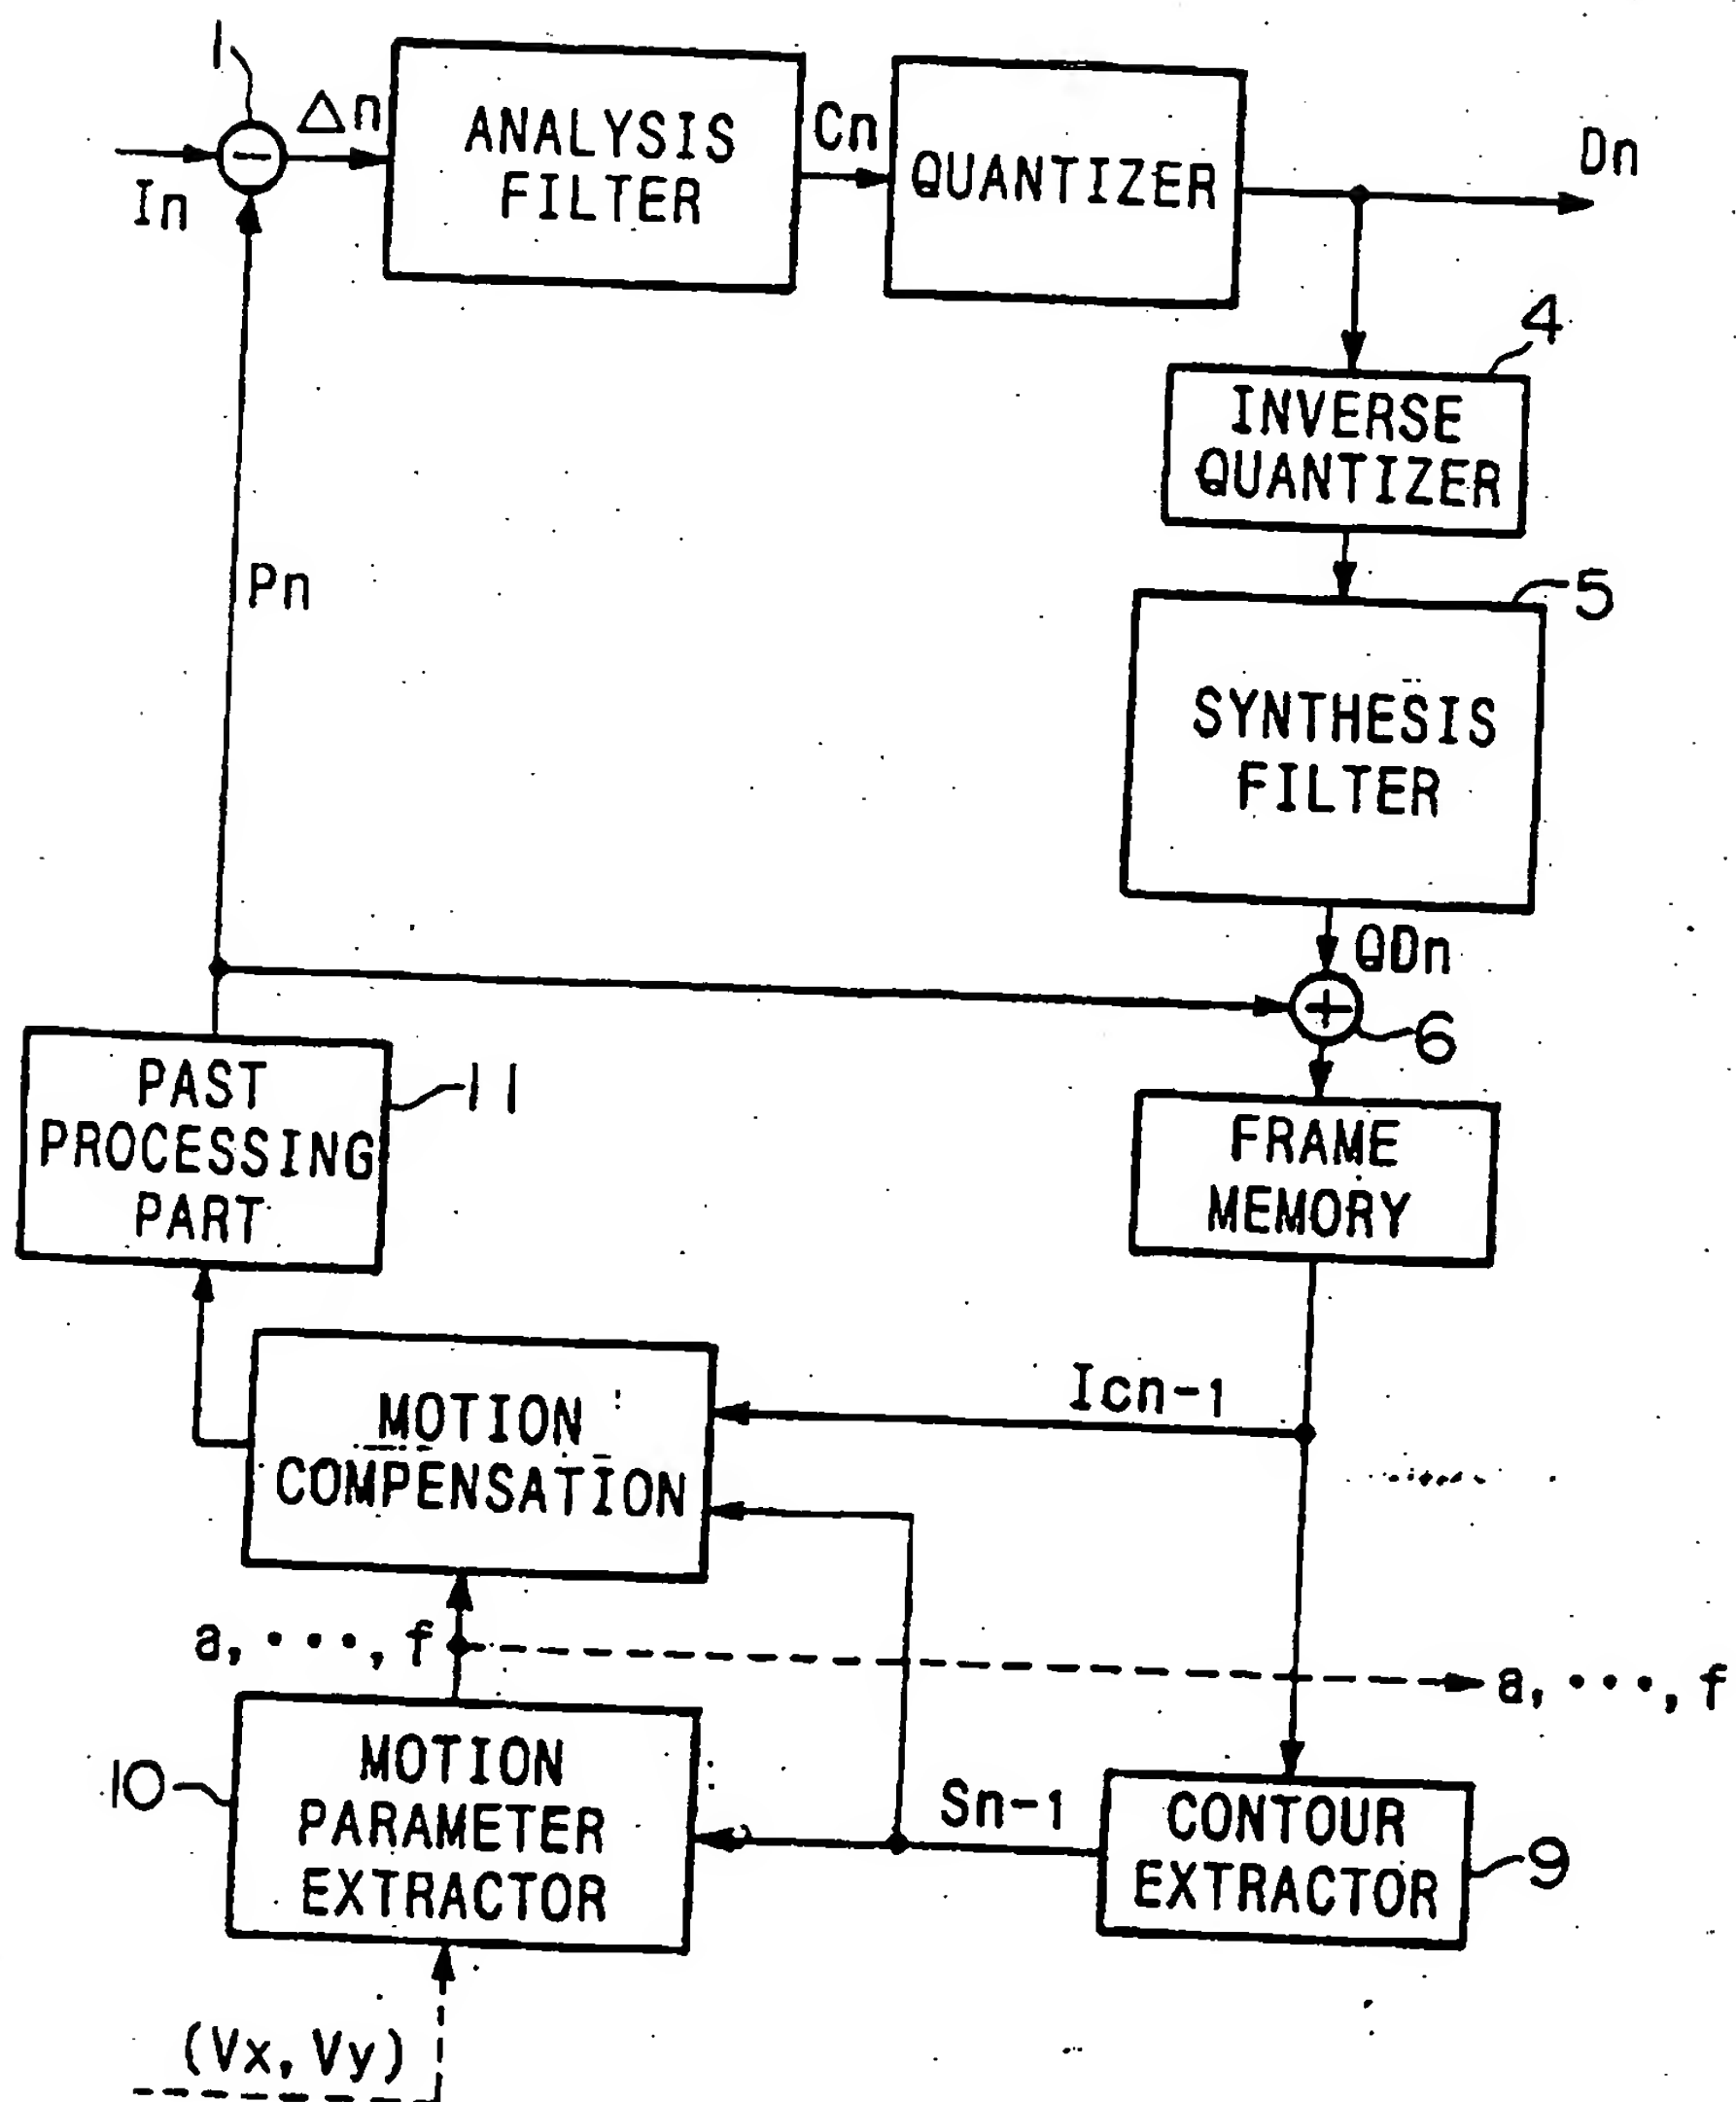 1
Δn
In
ANALYSIS
FILTER
Cn
QUANTIZER
Dn
4
INVERSE
QUANTIZER
5
SYNTHESIS
FILTER
Pn
QDn
6
PAST
PROCESSING
PART
11
FRAME
MEMORY
Icn-1
MOTION
COMPENSATION
a, •••, f
a, •••, f
10
MOTION
PARAMETER
EXTRACTOR
Sn-1
CONTOUR
EXTRACTOR
9
(Vx, Vy)